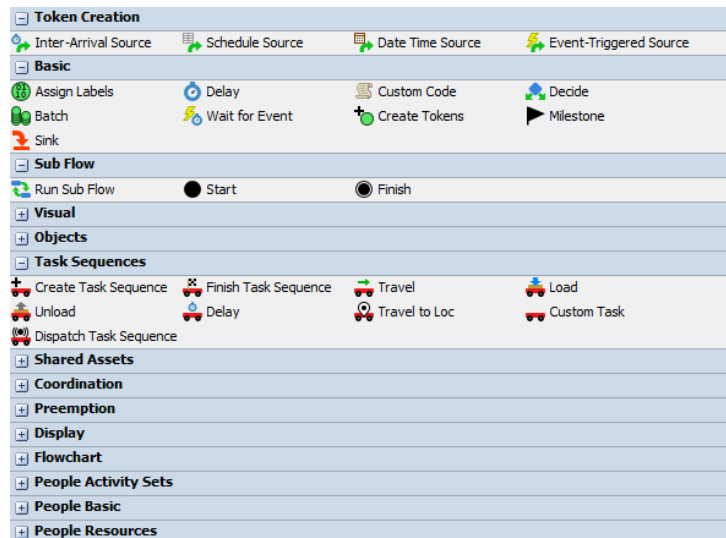 Token Creation
Inter-Arrival Source Schedule Source Date Time Source Event-Triggered Source
Basic
Assign Labels Delay Custom Code Decide
Batch Wait for Event Create Tokens Milestone
Sink
Sub Flow
Run Sub Flow Start Finish
Visual
Objects
Task Sequences
Create Task Sequence Finish Task Sequence Travel Load
Unload Delay Travel to Loc Custom Task
Dispatch Task Sequence
Shared Assets
Coordination
Preemption
Display
Flowchart
People Activity Sets
People Basic
People Resources